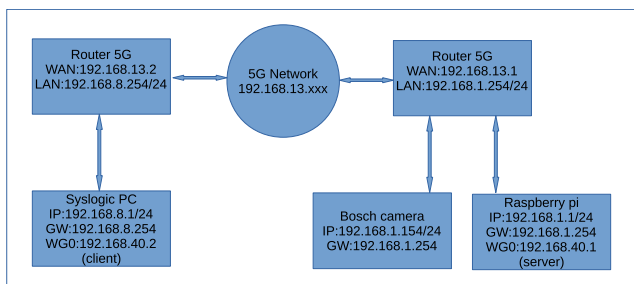 Router 5G
WAN:192.168.13.2
LAN:192.168.8.254/24
5G Network
192.168.13.xxx
Router 5G
WAN:192.168.13.1
LAN:192.168.1.254/24
Syslogic PC
IP:192.168.8.1/24
GW:192.168.8.254
WG0:192.168.40.2
(client)
Bosch camera
IP:192.168.1.154/24
GW:192.168.1.254
Raspberry pi
IP:192.168.1.1/24
GW:192.168.1.254
WG0:192.168.40.1
(server)